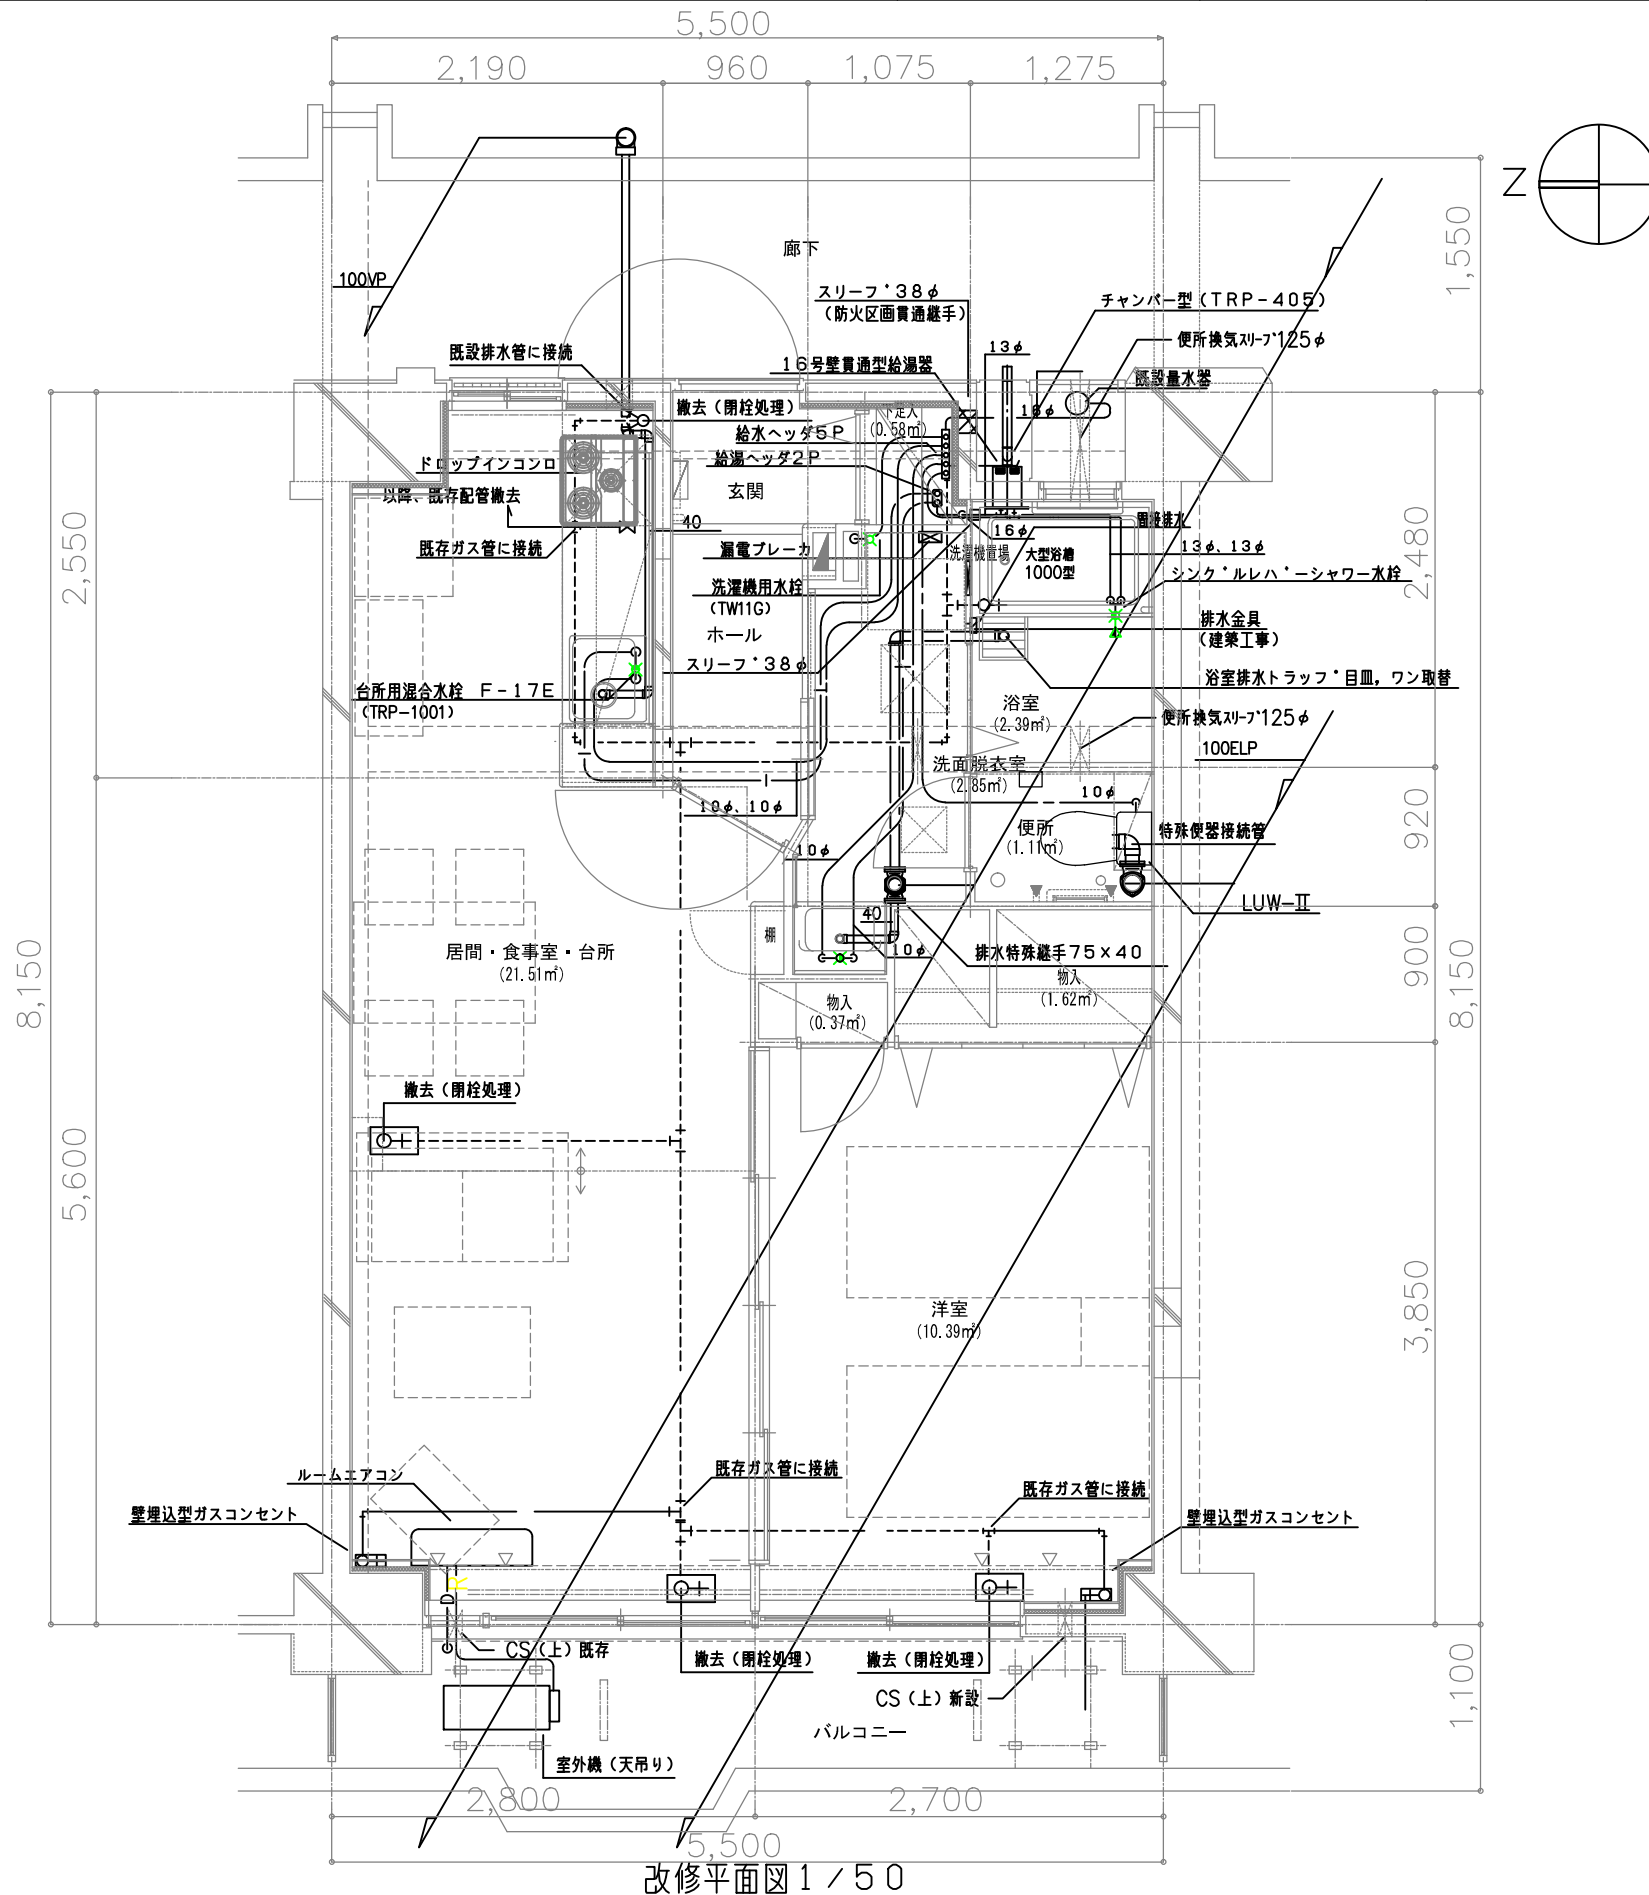 5,500
2,190
960
1,075
1,275
Z
廊下
1,550
100VP
スリーフ゜38φ
(防火区画貫通継手)
チャンバー型(TRP-405)
便所換気スリーブ125φ
既設排水管に接続
13φ
16号壁貫通型給湯器
既設量水器
撤去(閉栓処理)
下足入
(0.58㎡)
給水ヘッダ5P
ドロップインコンロ
給湯ヘッダ2P
以降、既存配管撤去
玄関
40
間接排水
16φ
既存ガス管に接続
漏電ブレーカ
洗濯機置場
大型浴槽
1000型
13φ、13φ
シンク゛ルレハ゛ーシャワー水栓
洗濯機用水栓
(TW11G)
ホール
排水金具
(建築工事)
スリーフ゜38φ
浴室排水トラップ゜目皿, ワン取替
台所用混合水栓 F-17E
(TRP-1001)
浴室
(2.39㎡)
便所換気スリーブ125φ
100ELP
洗面脱衣室
(2.85㎡)
10φ、10φ
10φ
便所
(1.11㎡)
特殊便器接続管
10φ
LUW-Ⅱ
40
棚
10φ
排水特殊継手75×40
居間・食事室・台所
(21.51㎡)
物入
(0.37㎡)
物入
(1.62㎡)
2,550
2,480
920
900
8,150
8,150
撤去(閉栓処理)
5,600
3,850
洋室
(10.39㎡)
ルームエアコン
既存ガス管に接続
既存ガス管に接続
壁埋込型ガスコンセント
壁埋込型ガスコンセント
R
D
CS(上)既存
撤去(閉栓処理)
撤去(閉栓処理)
CS(上)新設
1,100
バルコニー
室外機(天吊り)
2,800
2,700
5,500
改修平面図1/50